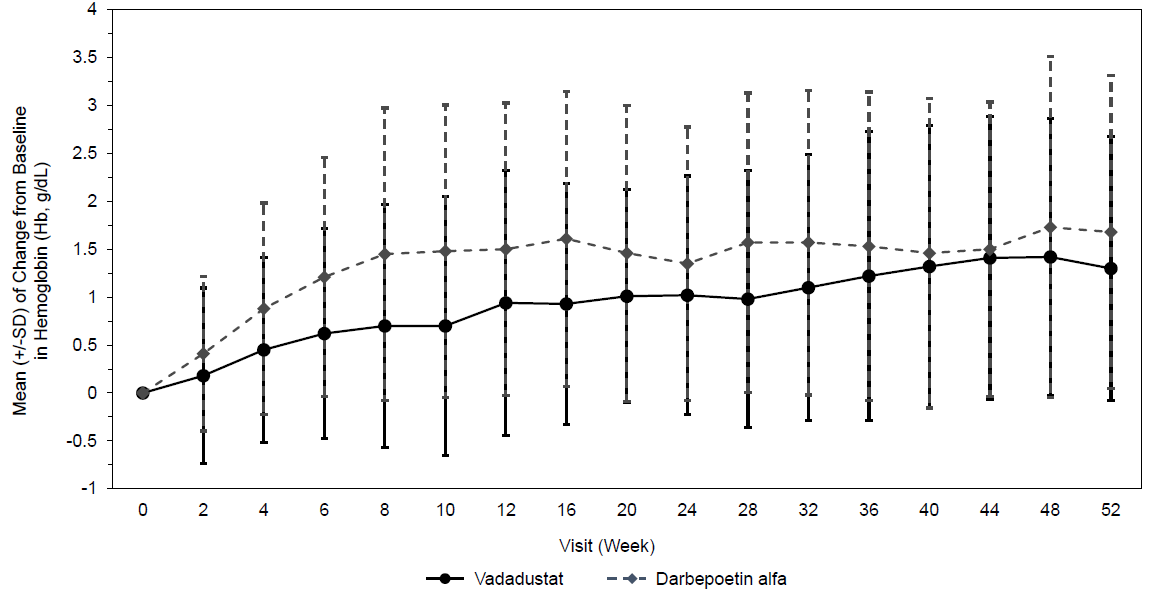 Mean (+/-SD) of Change from Baseline
in Hemoglobin (Hb, g/dL)
4
3.5
3
2.5
2
1.5
1
0.5
0
-0.5
-1
0 2 4 6 8 10 12 16 20 24 28 32 36 40 44 48 52
Visit (Week)
Vadadustat Darbepoetin alfa